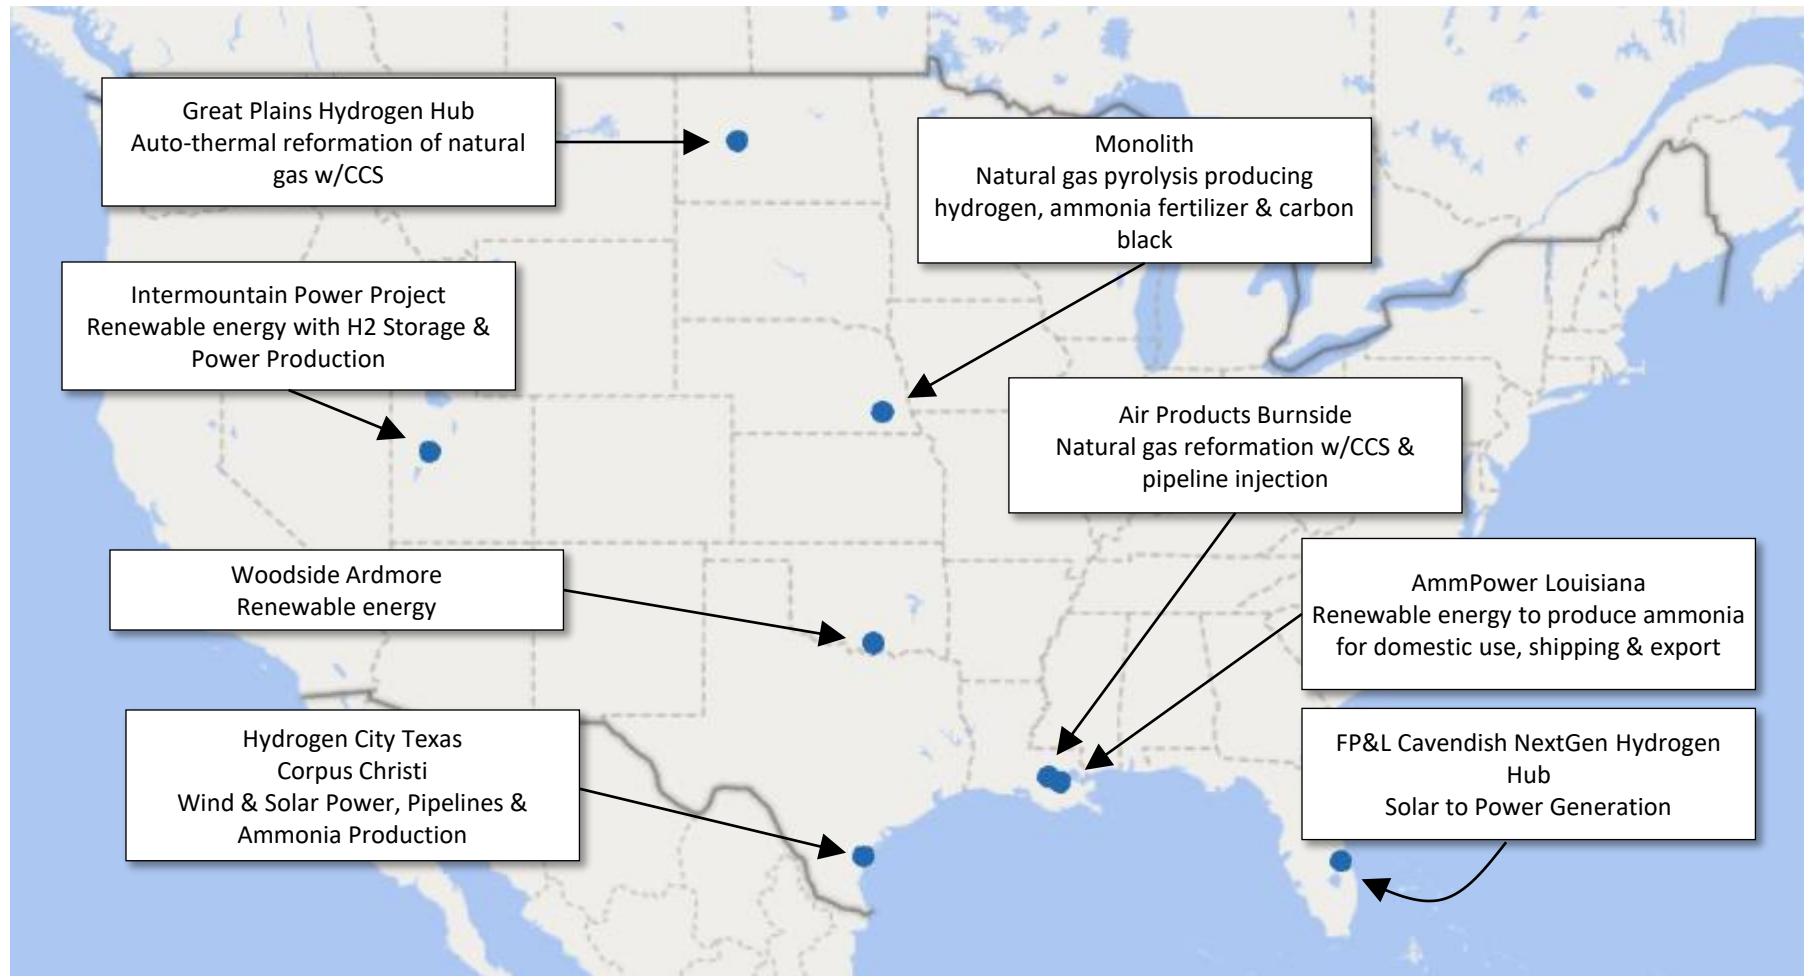 Great Plains Hydrogen Hub
Auto-thermal reformation of natural
gas w/CCS
Monolith
Natural gas pyrolysis producing
hydrogen, ammonia fertilizer & carbon
black
Intermountain Power Project
Renewable energy with H2 Storage &
Power Production
Air Products Burnside
Natural gas reformation w/CCS &
pipeline injection
Woodside Ardmore
Renewable energy
AmmPower Louisiana
Renewable energy to produce ammonia
for domestic use, shipping & export
Hydrogen City Texas
Corpus Christi
Wind & Solar Power, Pipelines &
Ammonia Production
FP&L Cavendish NextGen Hydrogen
Hub
Solar to Power Generation